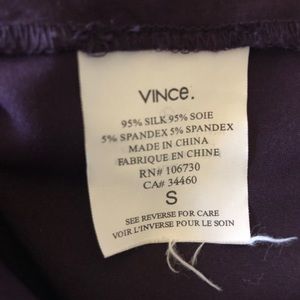 VINCE.
95% SILK 95% SOIE
5% SPANDEX 5% SPANDEX
MADE IN CHINA
FABRIQUE EN CHINE
RN# 106730
CA# 34460
S
SEE REVERSE FOR CARE
VOIR L'INVERSE POUR LE SOIN